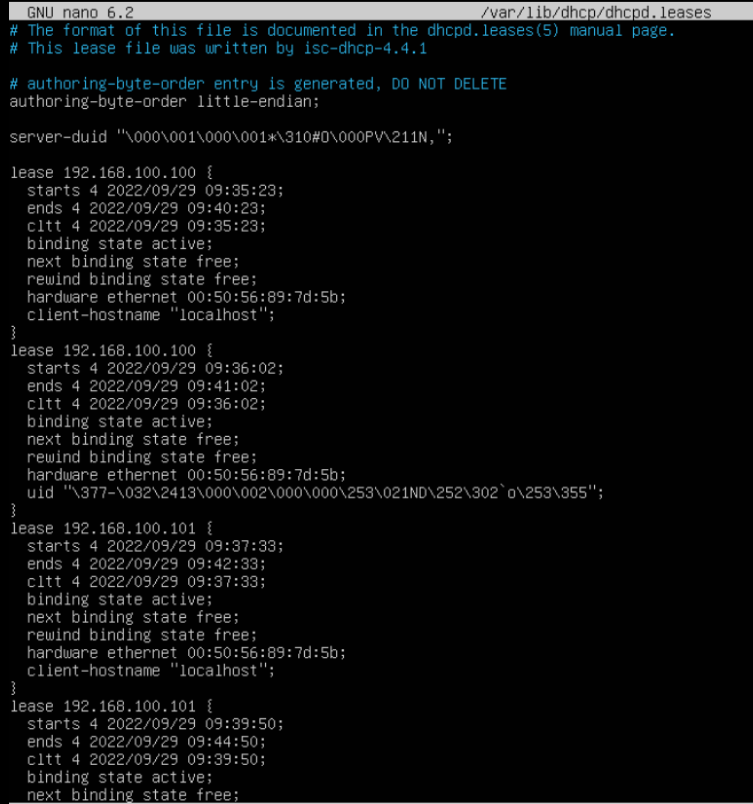 GNU nano 6.2 /var/lib/dhcp/dhcpd.leases
# The format of this file is documented in the dhcpd.leases(5) manual page.
# This lease file was written by isc-dhcp-4.4.1
# authoring-byte-order entry is generated, DO NOT DELETE
authoring-byte-order little-endian;
server-duid "\000\001\000\001*\310#O\000PV\211N,";
lease 192.168.100.100 {
starts 4 2022/09/29 09:35:23;
ends 4 2022/09/29 09:40:23;
cltt 4 2022/09/29 09:35:23;
binding state active;
next binding state free;
rewind binding state free;
hardware ethernet 00:50:56:89:7d:5b;
client-hostname "localhost";
}
lease 192.168.100.100 {
starts 4 2022/09/29 09:36:02;
ends 4 2022/09/29 09:41:02;
cltt 4 2022/09/29 09:36:02;
binding state active;
next binding state free;
rewind binding state free;
hardware ethernet 00:50:56:89:7d:5b;
uid "\377-\032\2413\000\002\000\000\253\021ND\252\302`o\253\355";
}
lease 192.168.100.101 {
starts 4 2022/09/29 09:37:33;
ends 4 2022/09/29 09:42:33;
cltt 4 2022/09/29 09:37:33;
binding state active;
next binding state free;
rewind binding state free;
hardware ethernet 00:50:56:89:7d:5b;
client-hostname "localhost";
}
lease 192.168.100.101 {
starts 4 2022/09/29 09:39:50;
ends 4 2022/09/29 09:44:50;
cltt 4 2022/09/29 09:39:50;
binding state active;
next binding state free;